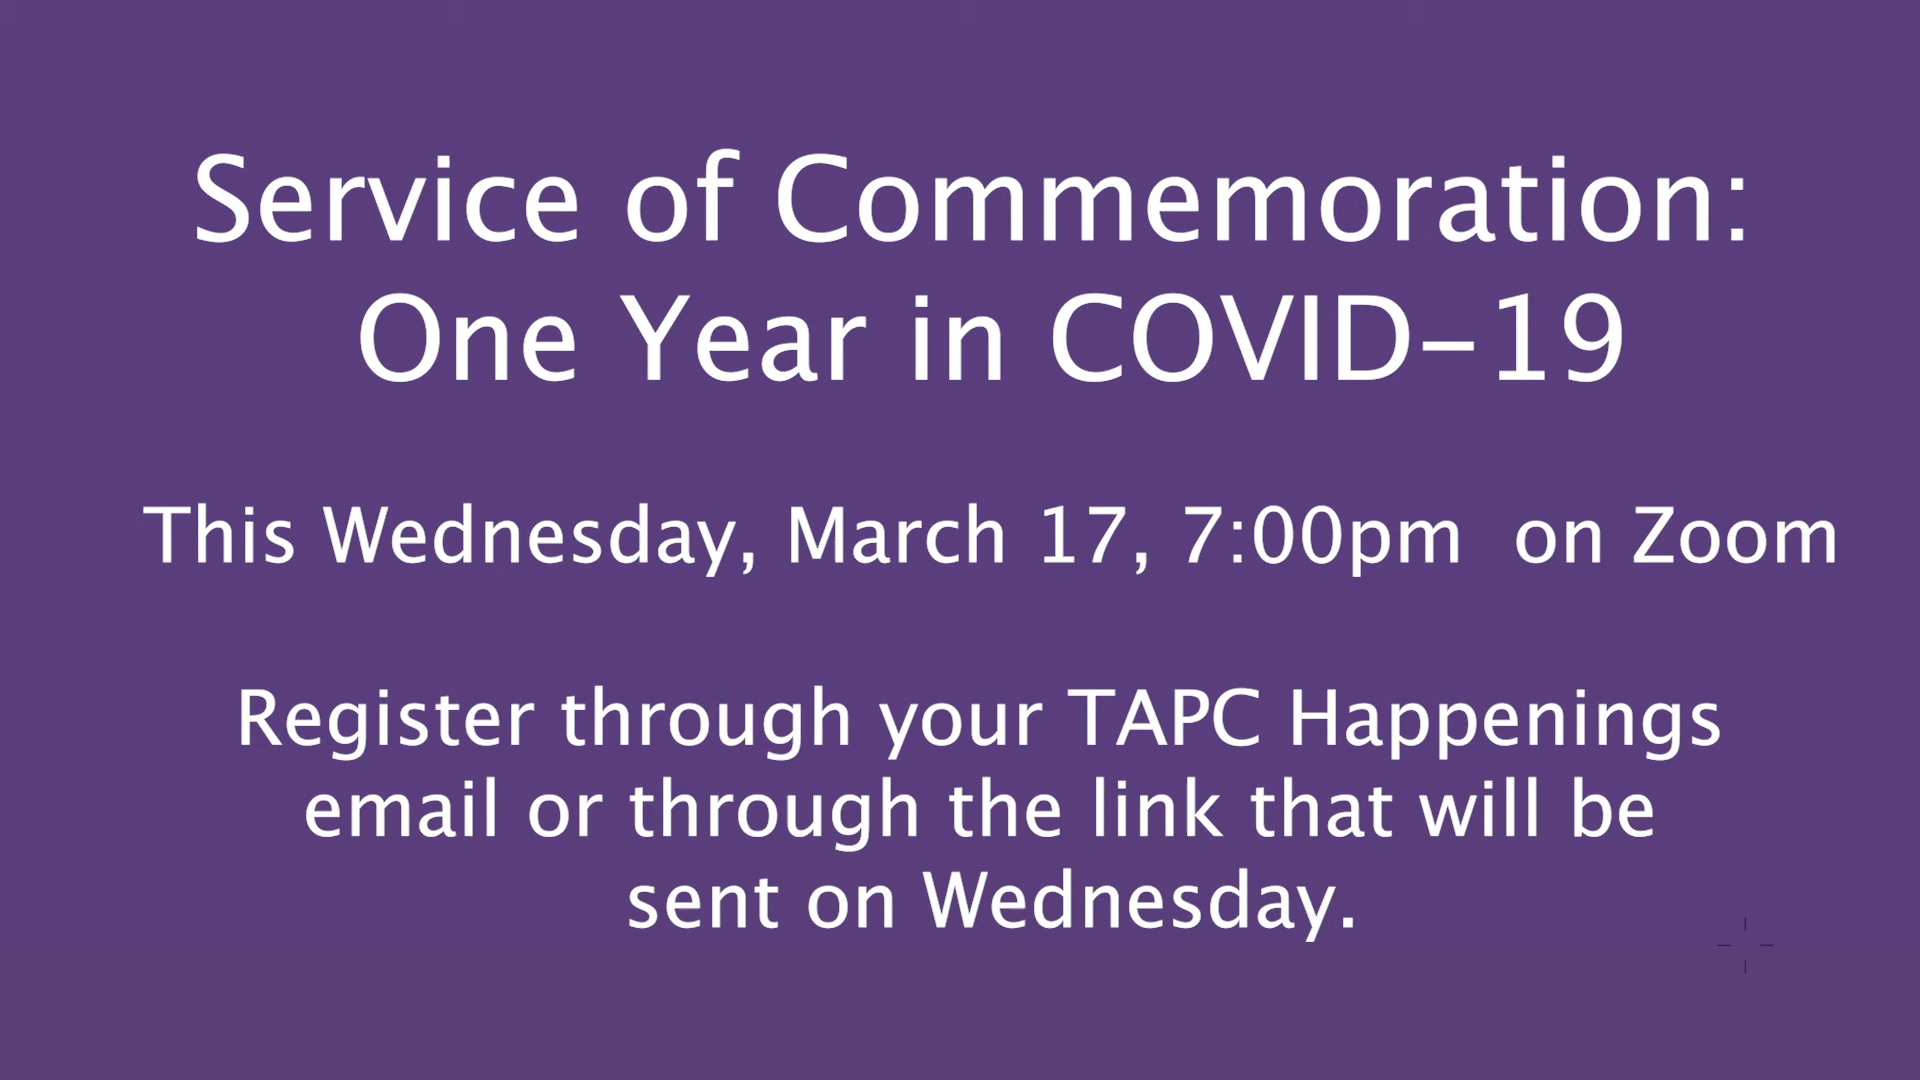 Service of Commemoration:
One Year in COVID-19
This Wednesday, March 17, 7:00pm  on Zoom
Register through your TAPC Happenings
email or through the link that will be
sent on Wednesday.